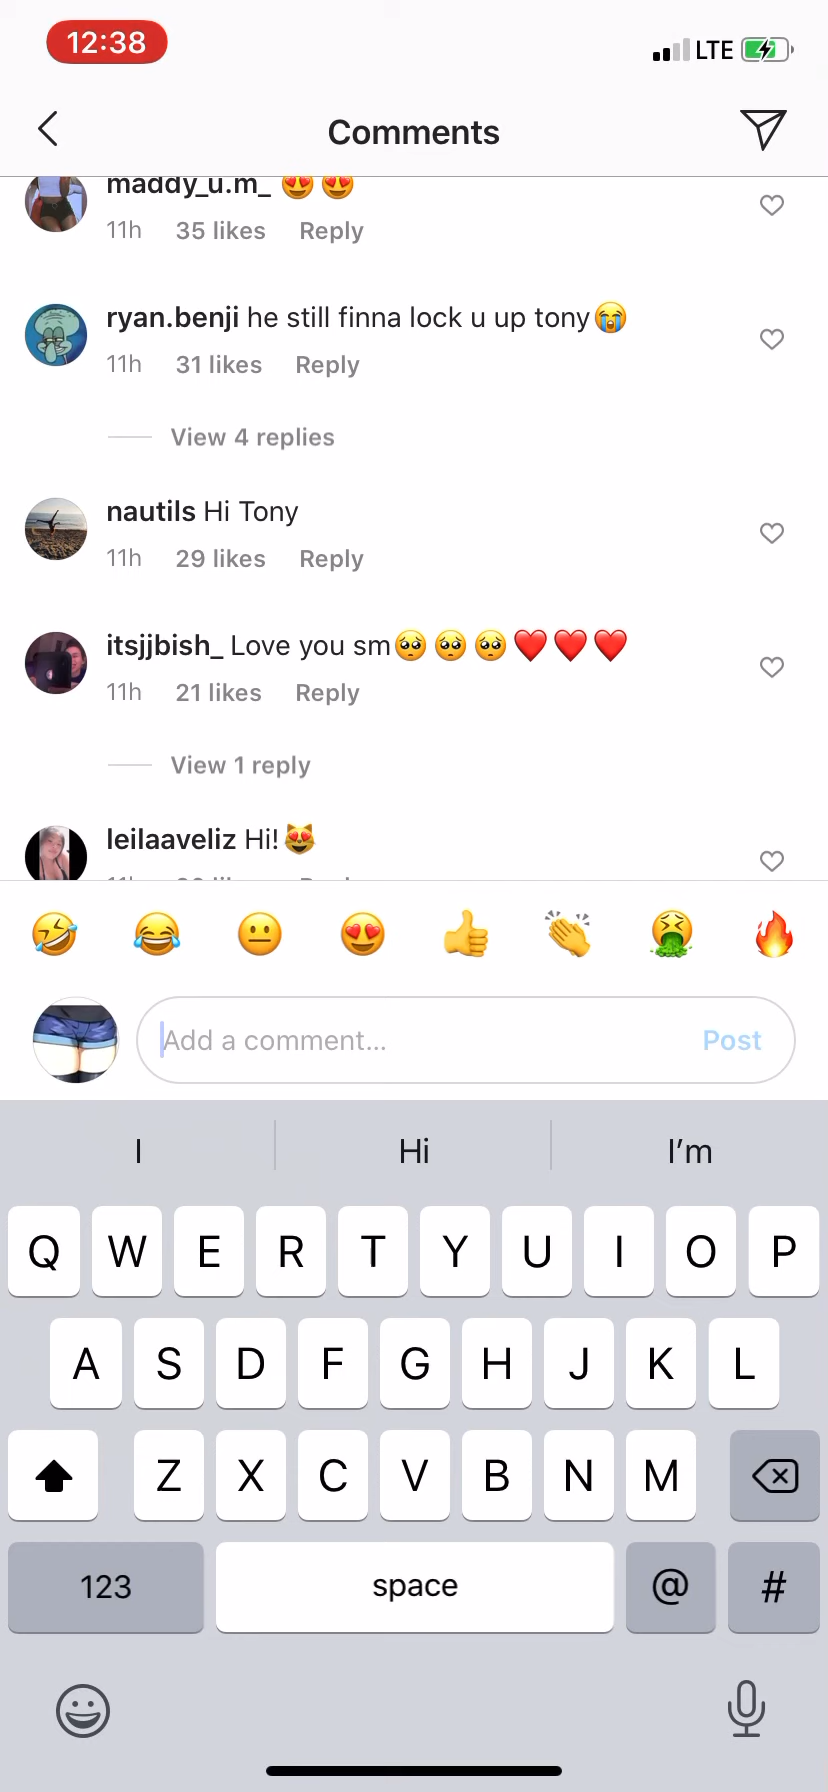 12:38
LTE
Comments
maddy_u.m_ 😍😍
11h 35 likes Reply
ryan.benji he still finna lock u up tony😭
11h 31 likes Reply
View 4 replies
nautils Hi Tony
11h 29 likes Reply
itsjjbish_ Love you sm🥺🥺🥺❤️❤️❤️
11h 21 likes Reply
View 1 reply
leilaaveliz Hi!😻
🤣 😂 😐 😍 👍 👏 🤮 🔥
Add a comment... Post
I Hi I’m
Q W E R T Y U I O P
A S D F G H J K L
Z X C V B N M
123 space @ #